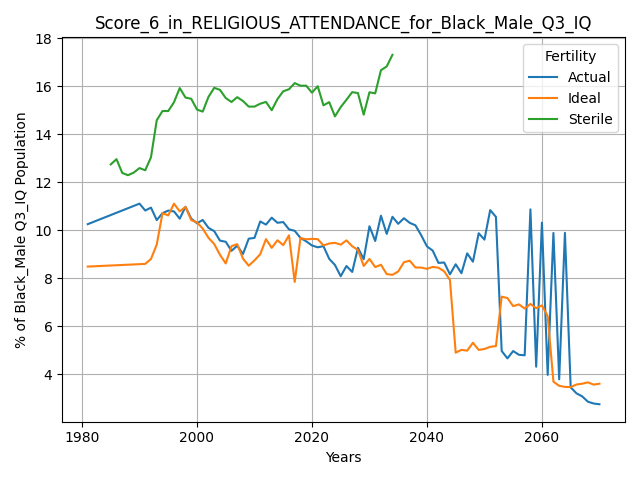 Score_6_in_RELIGIOUS_ATTENDANCE_for_Black_Male_Q3_IQ
18
16
14
12
10
8
6
4
% of Black_Male Q3_IQ Population
Fertility
Actual
Ideal
Sterile
1980
2000
2020
2040
2060
Years